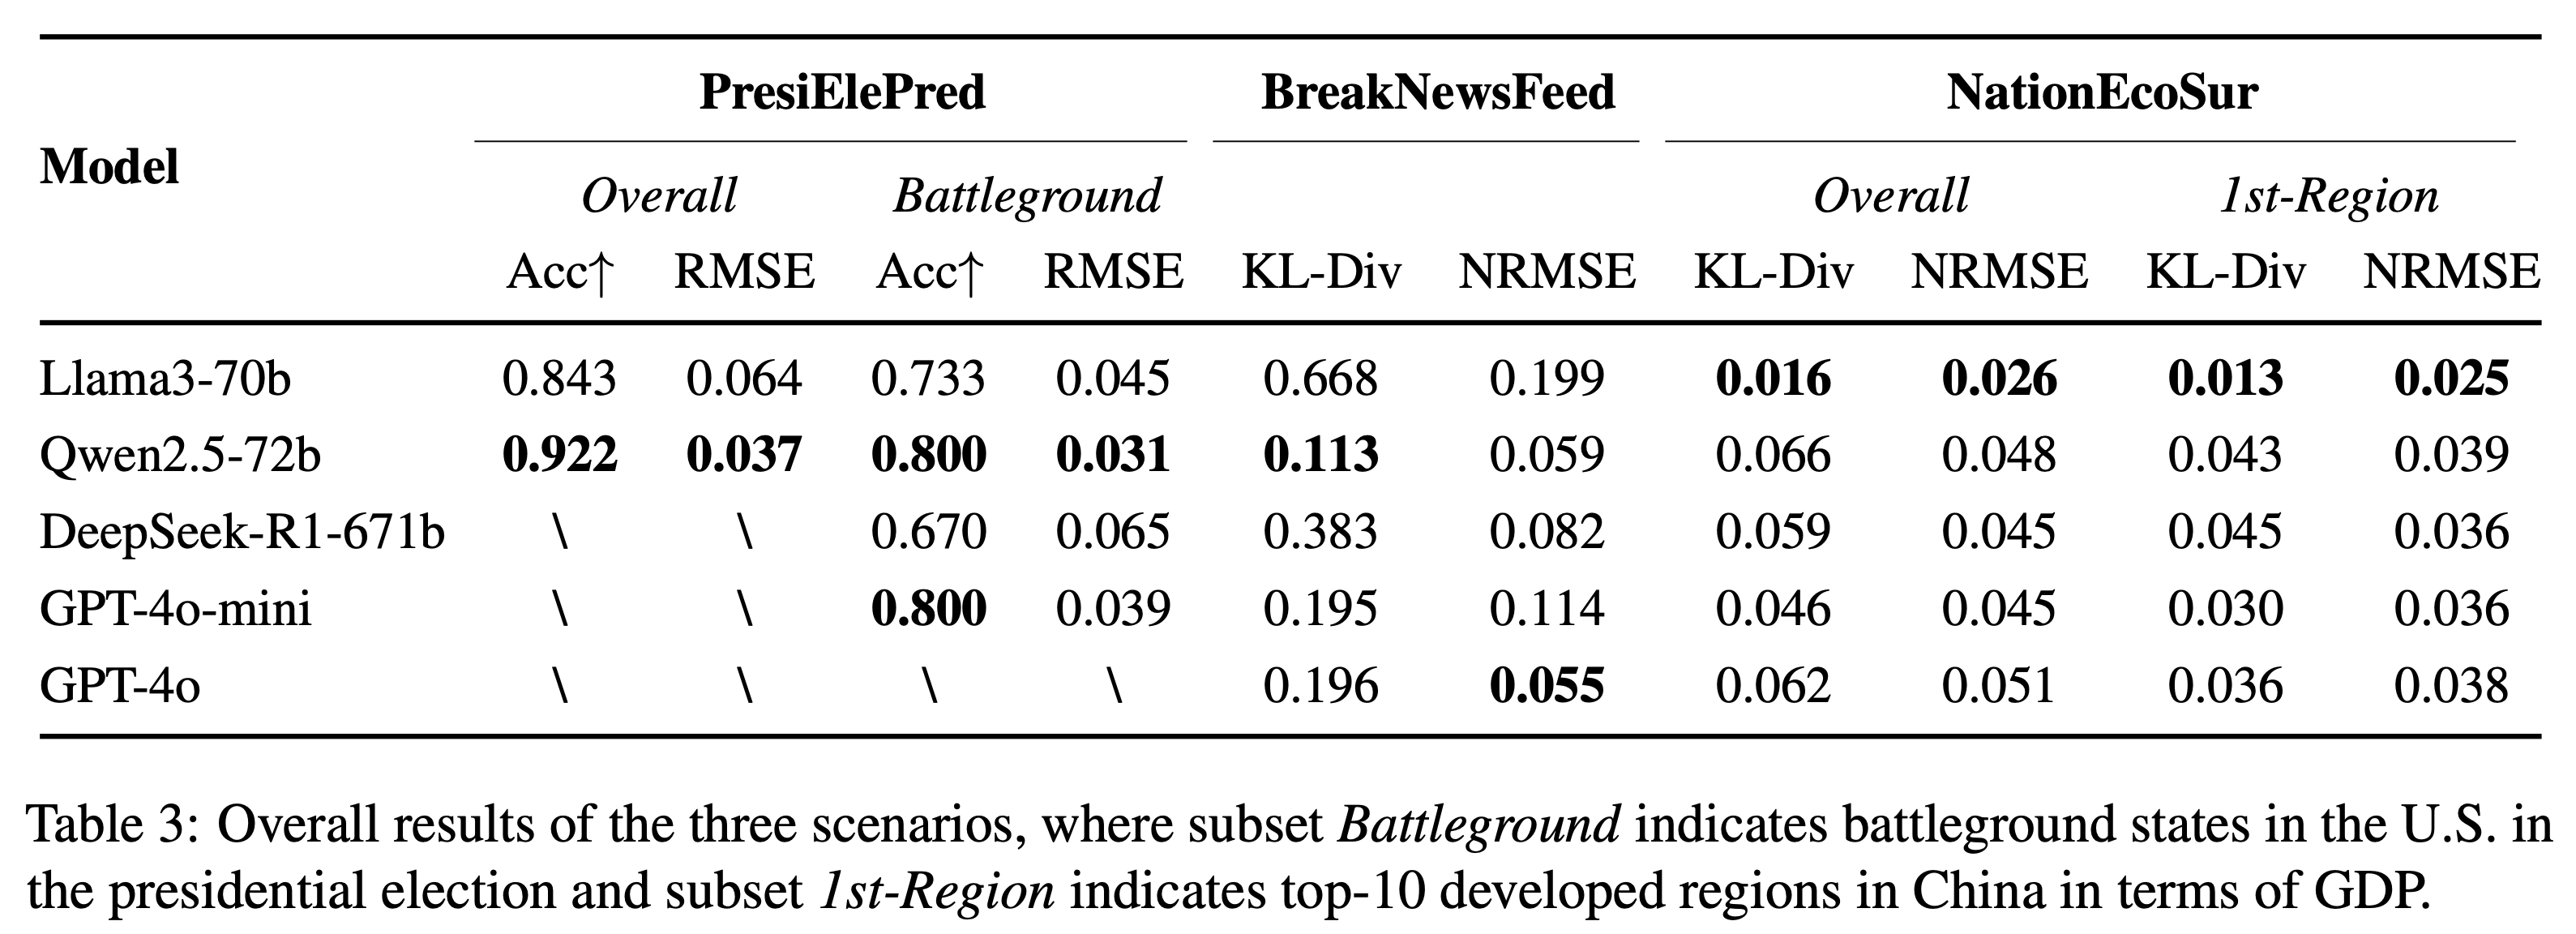 PresiElePred BreakNewsFeed NationEcoSur
Model
Overall Battleground Overall 1st-Region
Acc↑ RMSE Acc↑ RMSE KL-Div NRMSE KL-Div NRMSE KL-Div NRMSE
Llama3-70b 0.843 0.064 0.733 0.045 0.668 0.199 0.016 0.026 0.013 0.025
Qwen2.5-72b 0.922 0.037 0.800 0.031 0.113 0.059 0.066 0.048 0.043 0.039
DeepSeek-R1-671b \ \ 0.670 0.065 0.383 0.082 0.059 0.045 0.045 0.036
GPT-4o-mini \ \ 0.800 0.039 0.195 0.114 0.046 0.045 0.030 0.036
GPT-4o \ \ \ \ 0.196 0.055 0.062 0.051 0.036 0.038
Table 3: Overall results of the three scenarios, where subset Battleground indicates battleground states in the U.S. in
the presidential election and subset 1st-Region indicates top-10 developed regions in China in terms of GDP.